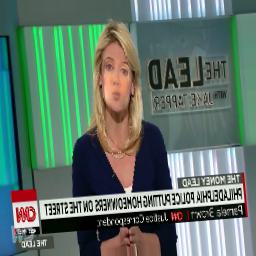 THE LEAD
WITH JAKE TAPPER
THE MONEY LEAD
PHILADELPHIA POLICE PUTTING HOMEOWNERS ON THE STREET
Pamela Brown CNN Justice Correspondent
CNN
THE LEAD